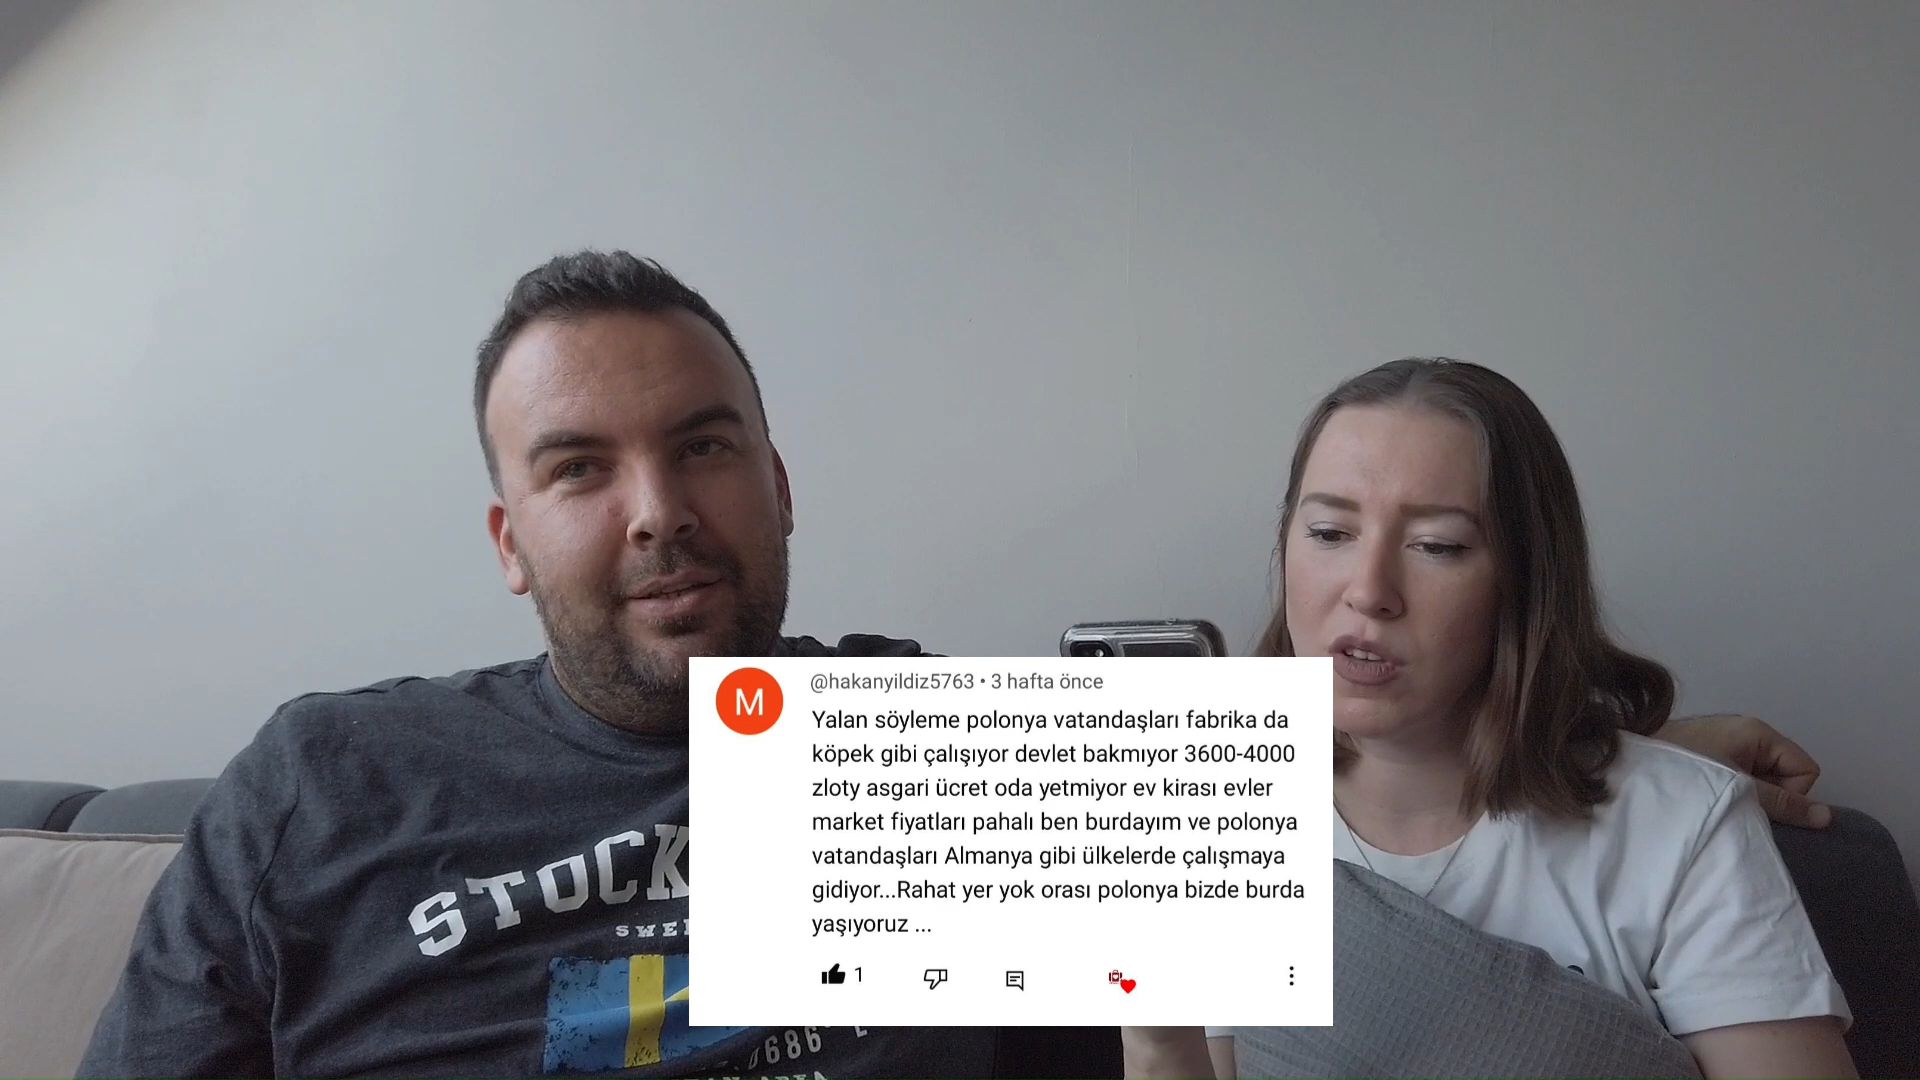 M
@hakanyildiz5763 • 3 hafta önce
Yalan söyleme polonya vatandaşları fabrika da
köpek gibi çalışıyor devlet bakmıyor 3600-4000
zloty asgari ücret oda yetmiyor ev kirası evler
market fiyatları pahalı ben burdayım ve polonya
vatandaşları Almanya gibi ülkelerde çalışmaya
gidiyor...Rahat yer yok orası polonya bizde burda
yaşıyoruz ...
1
STOCK
SWE
0686